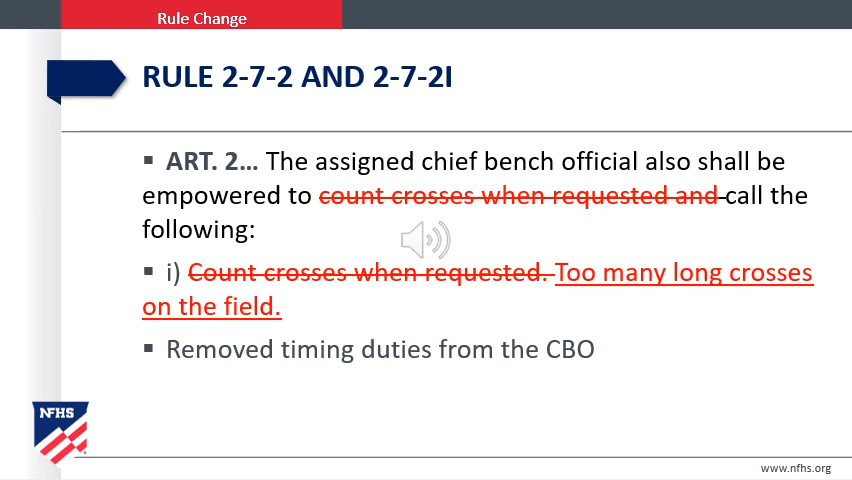 Rule Change
RULE 2-7-2 AND 2-7-2I
▪ ART. 2... The assigned chief bench official also shall be
empowered to count crosses when requested and call the
following:
▪ i) Count crosses when requested. Too many long crosses
on the field.
▪ Removed timing duties from the CBO
NFHS
www.nfhs.org